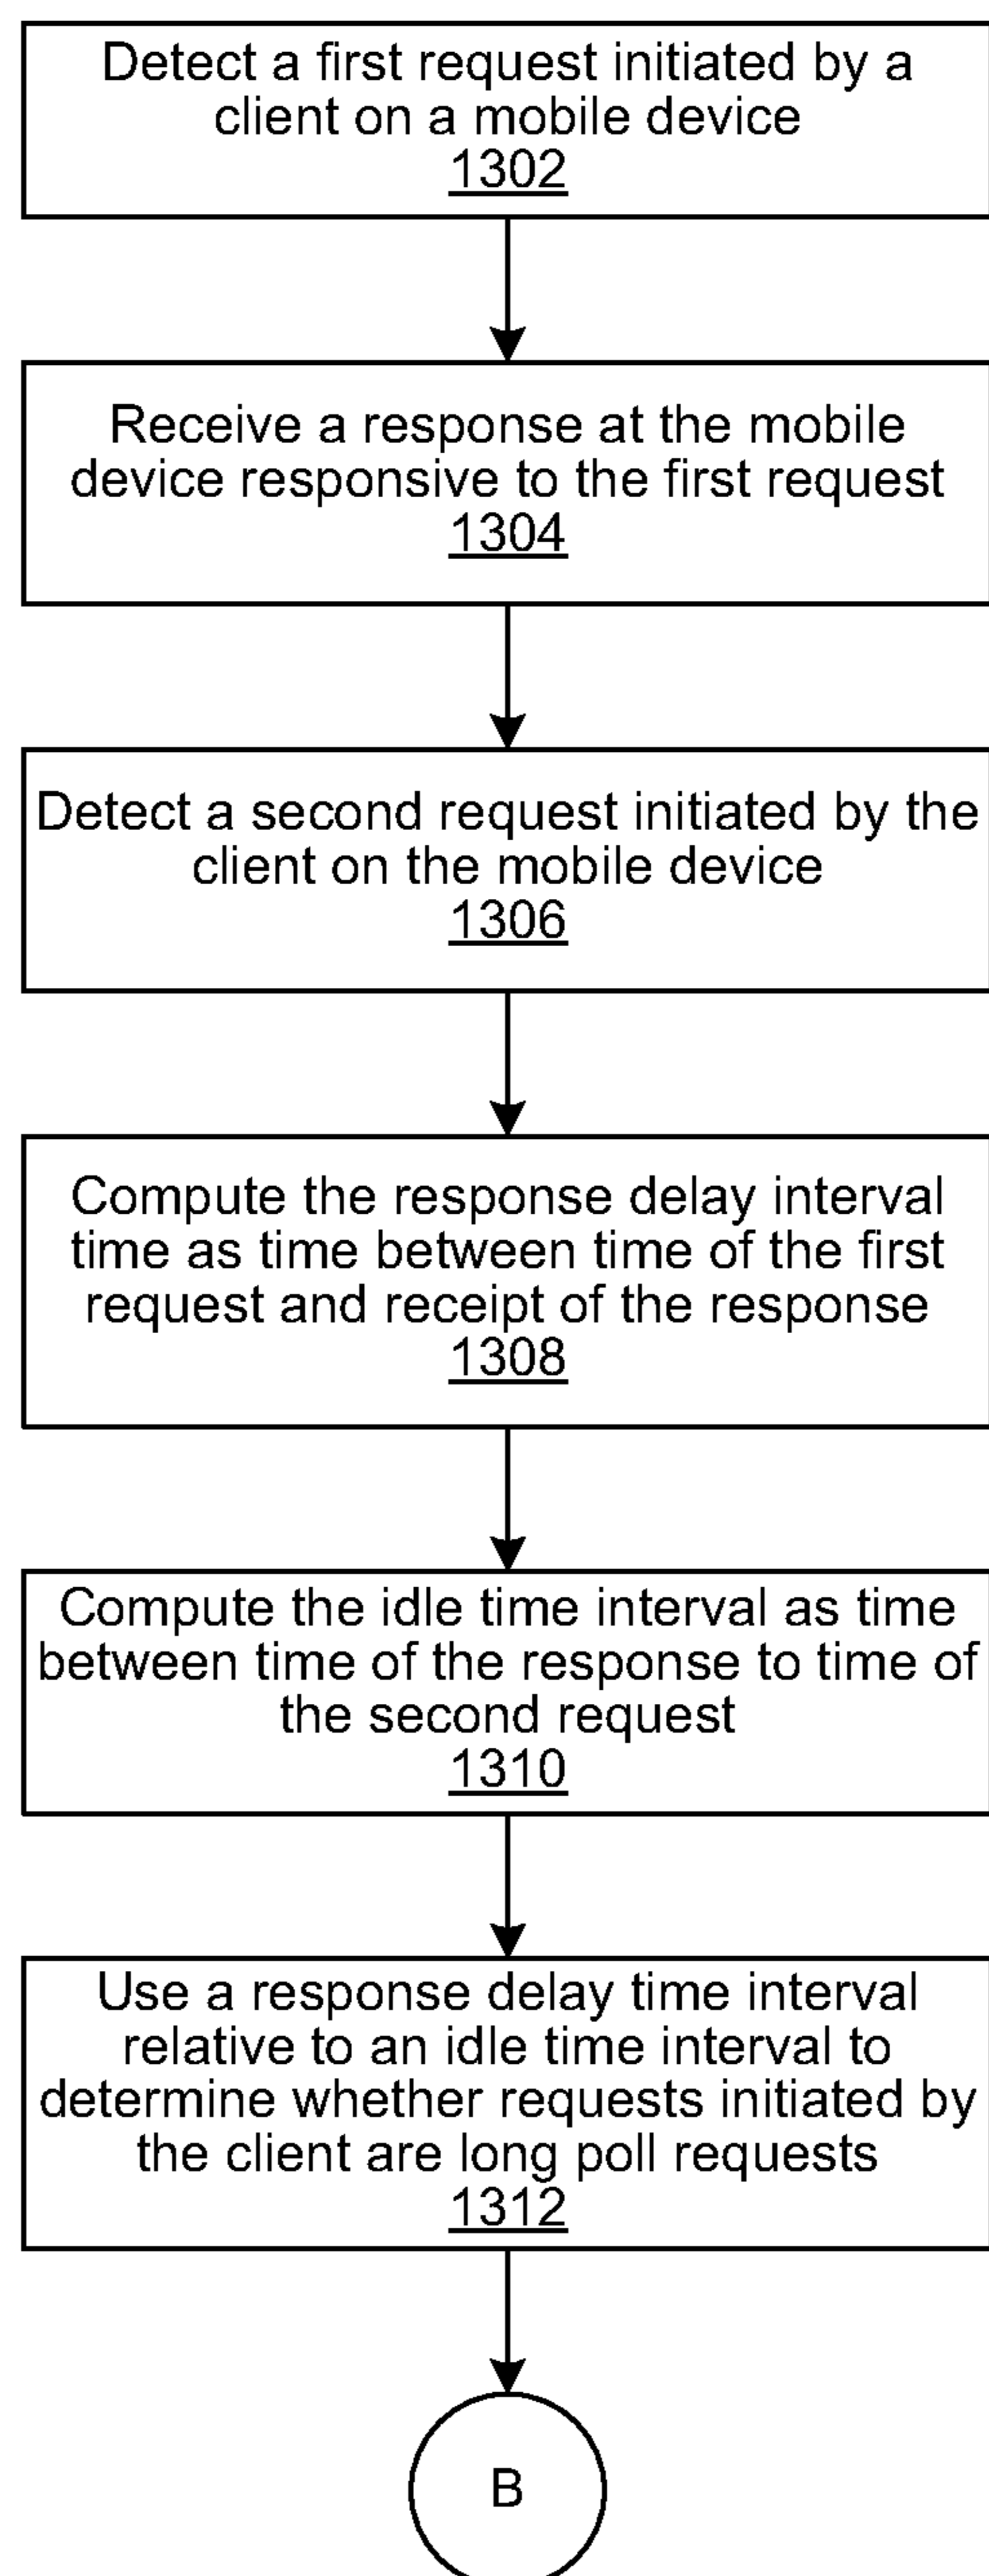 Detect a first request initiated by a
client on a mobile device
1302
Receive a response at the mobile
device responsive to the first request
1304
Detect a second request initiated by the
client on the mobile device
1306
Compute the response delay interval
time as time between time of the first
request and receipt of the response
1308
Compute the idle time interval as time
between time of the response to time of
the second request
1310
Use a response delay time interval
relative to an idle time interval to
determine whether requests initiated by
the client are long poll requests
1312
B